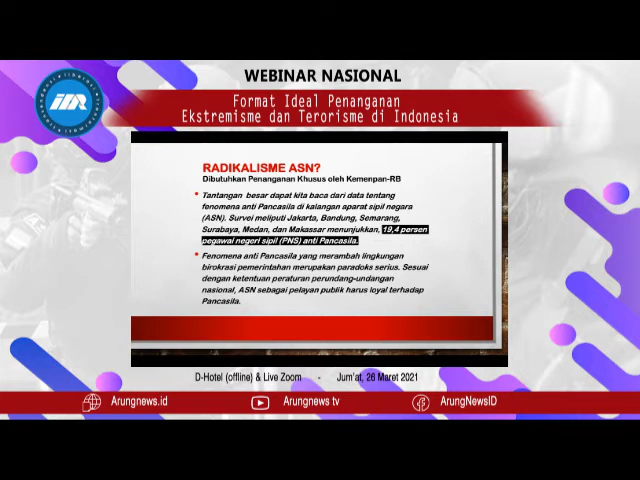 WEBINAR NASIONAL
Format Ideal Penanganan
Ekstremisme dan Terorisme di Indonesia
RADIKALISME ASN?
Dibutuhkan Penanganan Khusus oleh Kemenpan-RB
• Tantangan besar dapat kita baca dari data tentang
fenomena anti Pancasila di kalangan aparat sipil negara
(ASN). Survei meliputi Jakarta, Bandung, Semarang,
Surabaya, Medan, dan Makassar menunjukkan, 19,4 persen
pegawai negeri sipil (PNS) anti Pancasila.
• Fenomena anti Pancasila yang merambah lingkungan
birokrasi pemerintahan merupakan paradoks serius. Sesuai
dengan ketentuan peraturan perundang-undangan
nasional, ASN sebagai pelayan publik harus loyal terhadap
Pancasila.
D-Hotel (offline) & Live Zoom - Jum'at, 26 Maret 2021
Arungnews.id Arungnews tv ArungNewsID